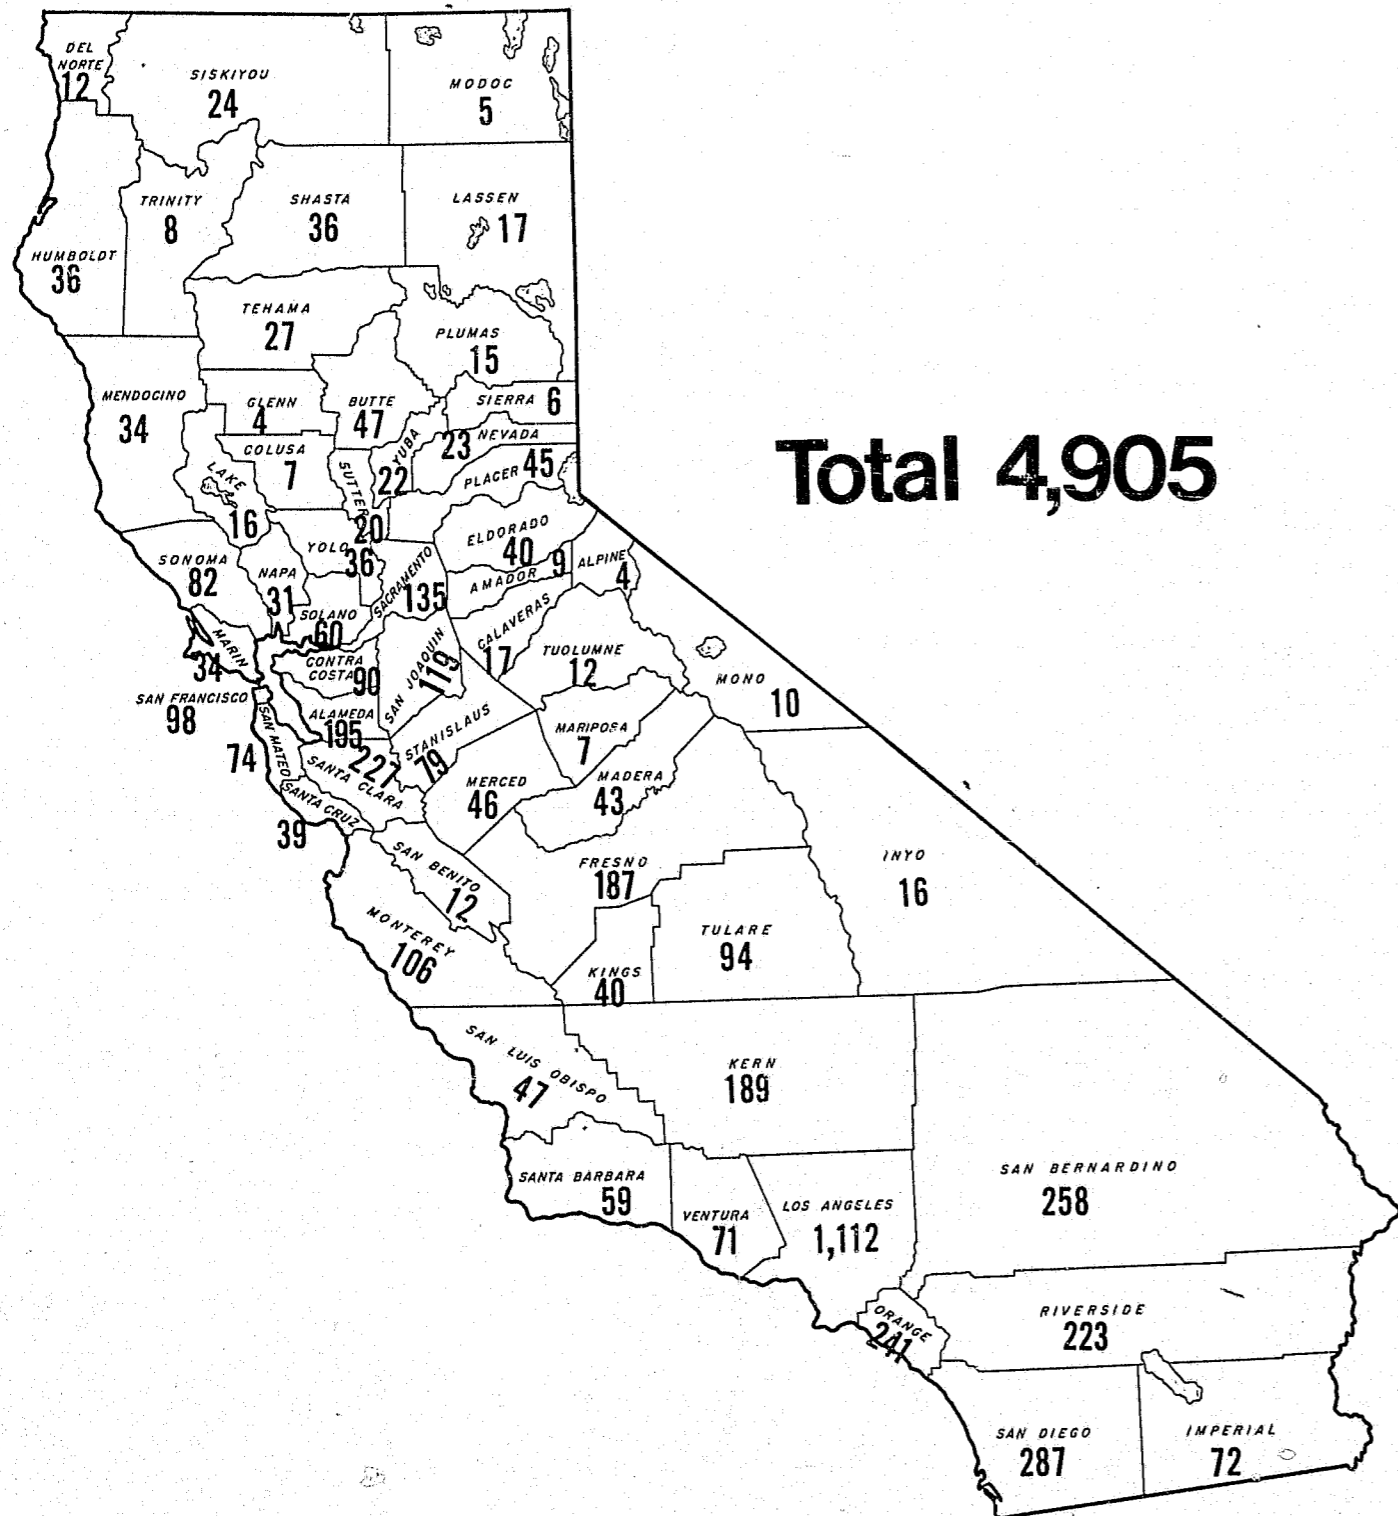 DEL
NORTE
12
SISKIYOU
24
MODOC
5
TRINITY
8
SHASTA
36
LASSEN
17
HUMBOLDT
36
TEHAMA
27
PLUMAS
15
MENDOCINO
34
GLENN
4
BUTTE
47
SIERRA 6
COLUSA
7
YUBA
22
NEVADA
23
PLACER 45
LAKE
16
SUTTER
20
Total 4,905
YOLO
36
ELDORADO
40
SONOMA
82
NAPA
31
SACRAMENTO
135
AMADOR 9
ALPINE
4
SOLANO
60
MARIN
34
CONTRA
COSTA
90
SAN JOAQUIN
119
CALAVERAS
17
TUOLUMNE
12
MONO
10
SAN FRANCISCO
98
ALAMEDA
195
STANISLAUS
79
MARIPOSA
7
SAN MATEO
74
SANTA CLARA
227
MERCED
46
MADERA
43
SANTA CRUZ
39
SAN BENITO
12
FRESNO
187
INYO
16
MONTEREY
106
KINGS
40
TULARE
94
SAN LUIS OBISPO
47
KERN
189
SANTA BARBARA
59
VENTURA
71
LOS ANGELES
1,112
SAN BERNARDINO
258
ORANGE
241
RIVERSIDE
223
SAN DIEGO
287
IMPERIAL
72